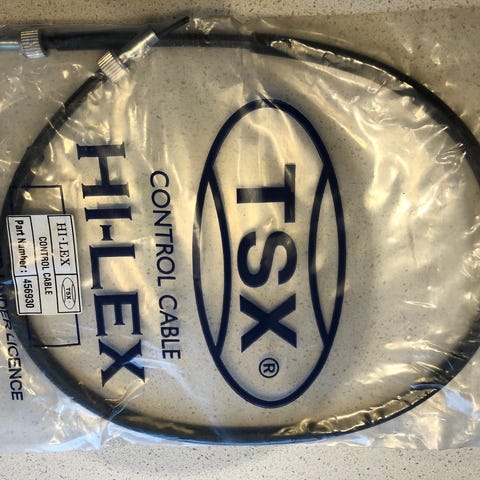 TSX®
CONTROL CABLE
HI-LEX
HI-LEX
TSX
CONTROL CABLE
Part Number: 456930
LICENCE